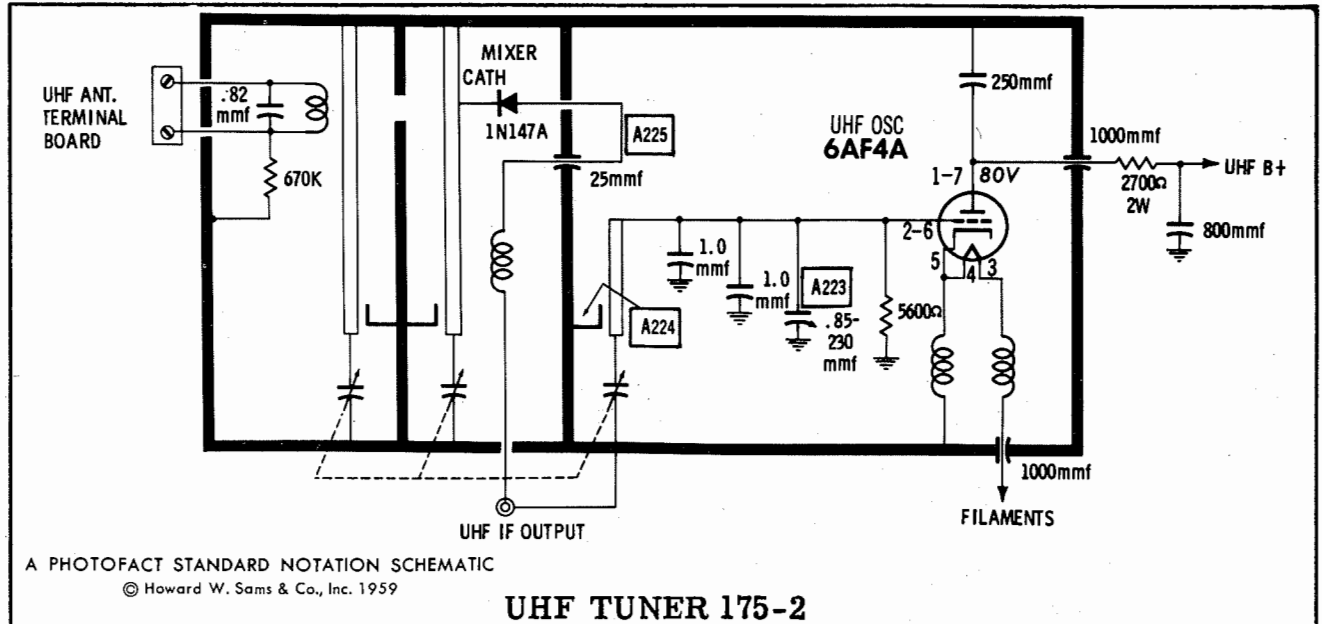 UHF ANT.
TERMINAL
BOARD
.82
mmf
670K
MIXER
CATH
1N147A
A225
25mmf
A224
1.0
mmf
1.0
mmf
A223
.85-
230
mmf
5600Ω
UHF OSC
6AF4A
250mmf
1-7 80V
2-6
5
4
3
1000mmf
2700Ω
2W
UHF B+
800mmf
1000mmf
FILAMENTS
UHF IF OUTPUT
A PHOTOFACT STANDARD NOTATION SCHEMATIC
© Howard W. Sams & Co., Inc. 1959
UHF TUNER 175-2